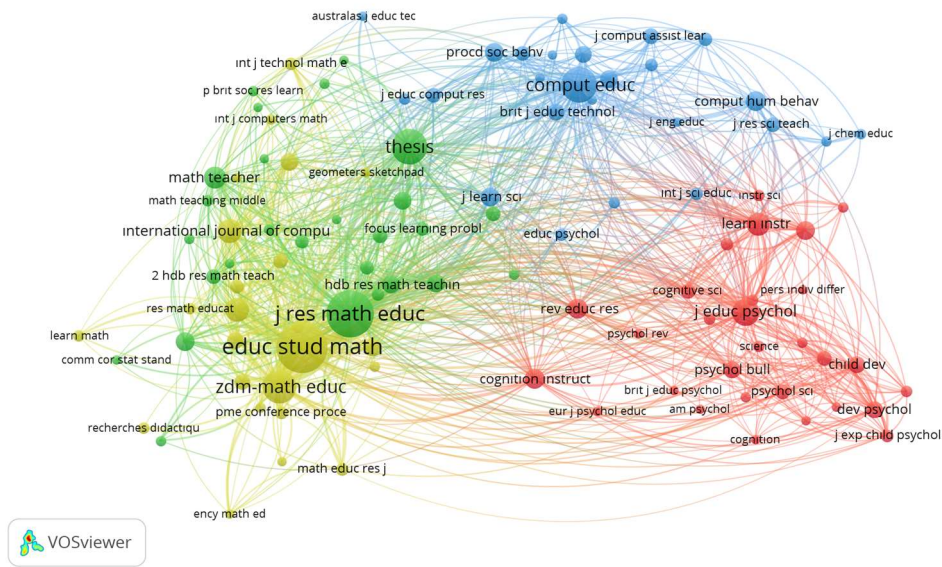 australas j educ tec
j comput assist lear
procd soc behv
int j technol math e
comput educ
p brit soc res learn
j educ comput res
comput hum behav
brit j educ technol
int j computers math
j eng educ
j res sci teach
j chem educ
thesis
geometers sketchpad
math teacher
int j sci educ
instr sci
math teaching middle
j learn sci
learn instr
international journal of compu
focus learning probl
educ psychol
2 hdb res math teach
hdb res math teachin
cognitive sci
pers indiv differ
res math educat
j res math educ
rev educ res
j educ psychol
learn math
psychol rev
educ stud math
science
comm cor stat stand
child dev
psychol bull
cognition instruct
zdm-math educ
brit j educ psychol
psychol sci
pme conference proce
eur j psychol educ
am psychol
dev psychol
recherches didactiqu
cognition
j exp child psychol
math educ res j
ency math ed
VOSviewer